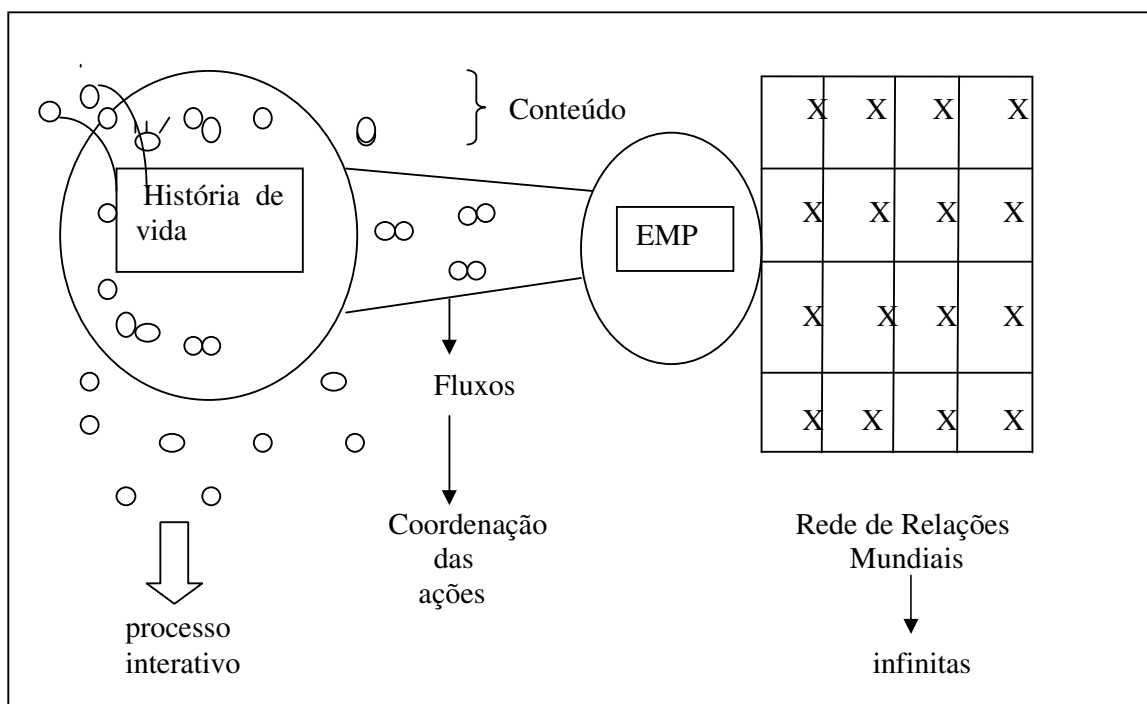 Conteúdo
História de
vida
EMP
X X X X
X X X X
X X X X
X X X X
Fluxos
Coordenação
das
ações
Rede de Relações
Mundiais
processo
interativo
infinitas